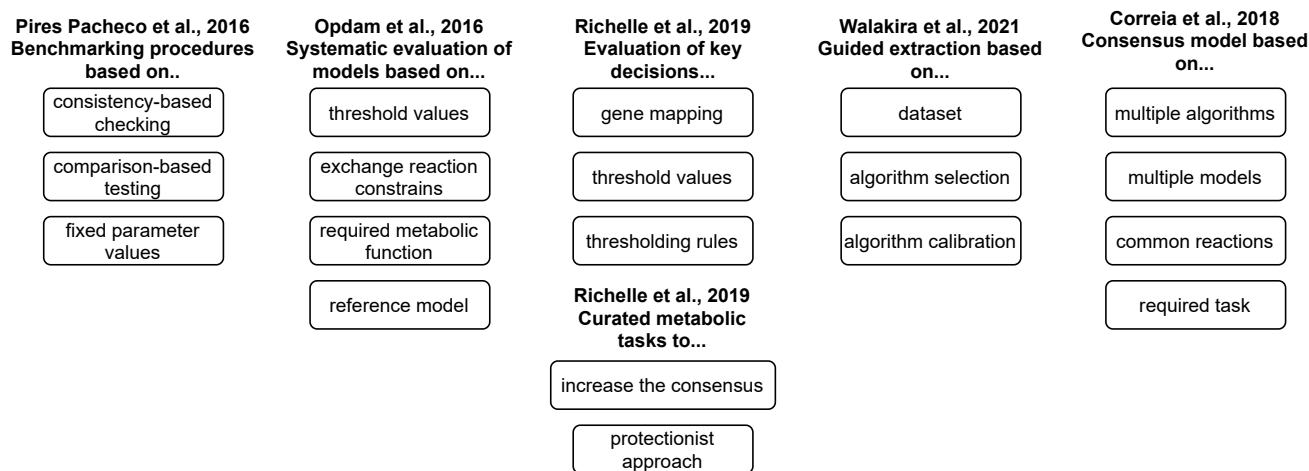 Pires Pacheco et al., 2016
Benchmarking procedures
based on..
consistency-based
checking
comparison-based
testing
fixed parameter
values
Opdam et al., 2016
Systematic evaluation of
models based on...
threshold values
exchange reaction
constrains
required metabolic
function
reference model
Richelle et al., 2019
Evaluation of key
decisions...
gene mapping
threshold values
thresholding rules
Richelle et al., 2019
Curated metabolic
tasks to...
increase the consensus
protectionist
approach
Walakira et al., 2021
Guided extraction based
on...
dataset
algorithm selection
algorithm calibration
Correia et al., 2018
Consensus model based
on...
multiple algorithms
multiple models
common reactions
required task